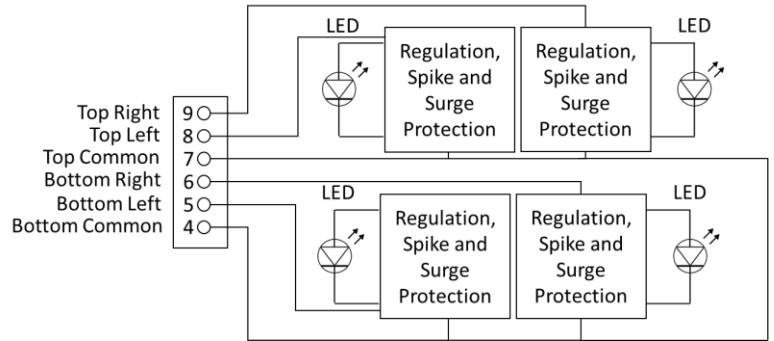 LED
LED
Regulation,
Spike and
Surge
Protection
Regulation,
Spike and
Surge
Protection
Top Right 9
Top Left 8
Top Common 7
Bottom Right 6
Bottom Left 5
Bottom Common 4
LED
LED
Regulation,
Spike and
Surge
Protection
Regulation,
Spike and
Surge
Protection